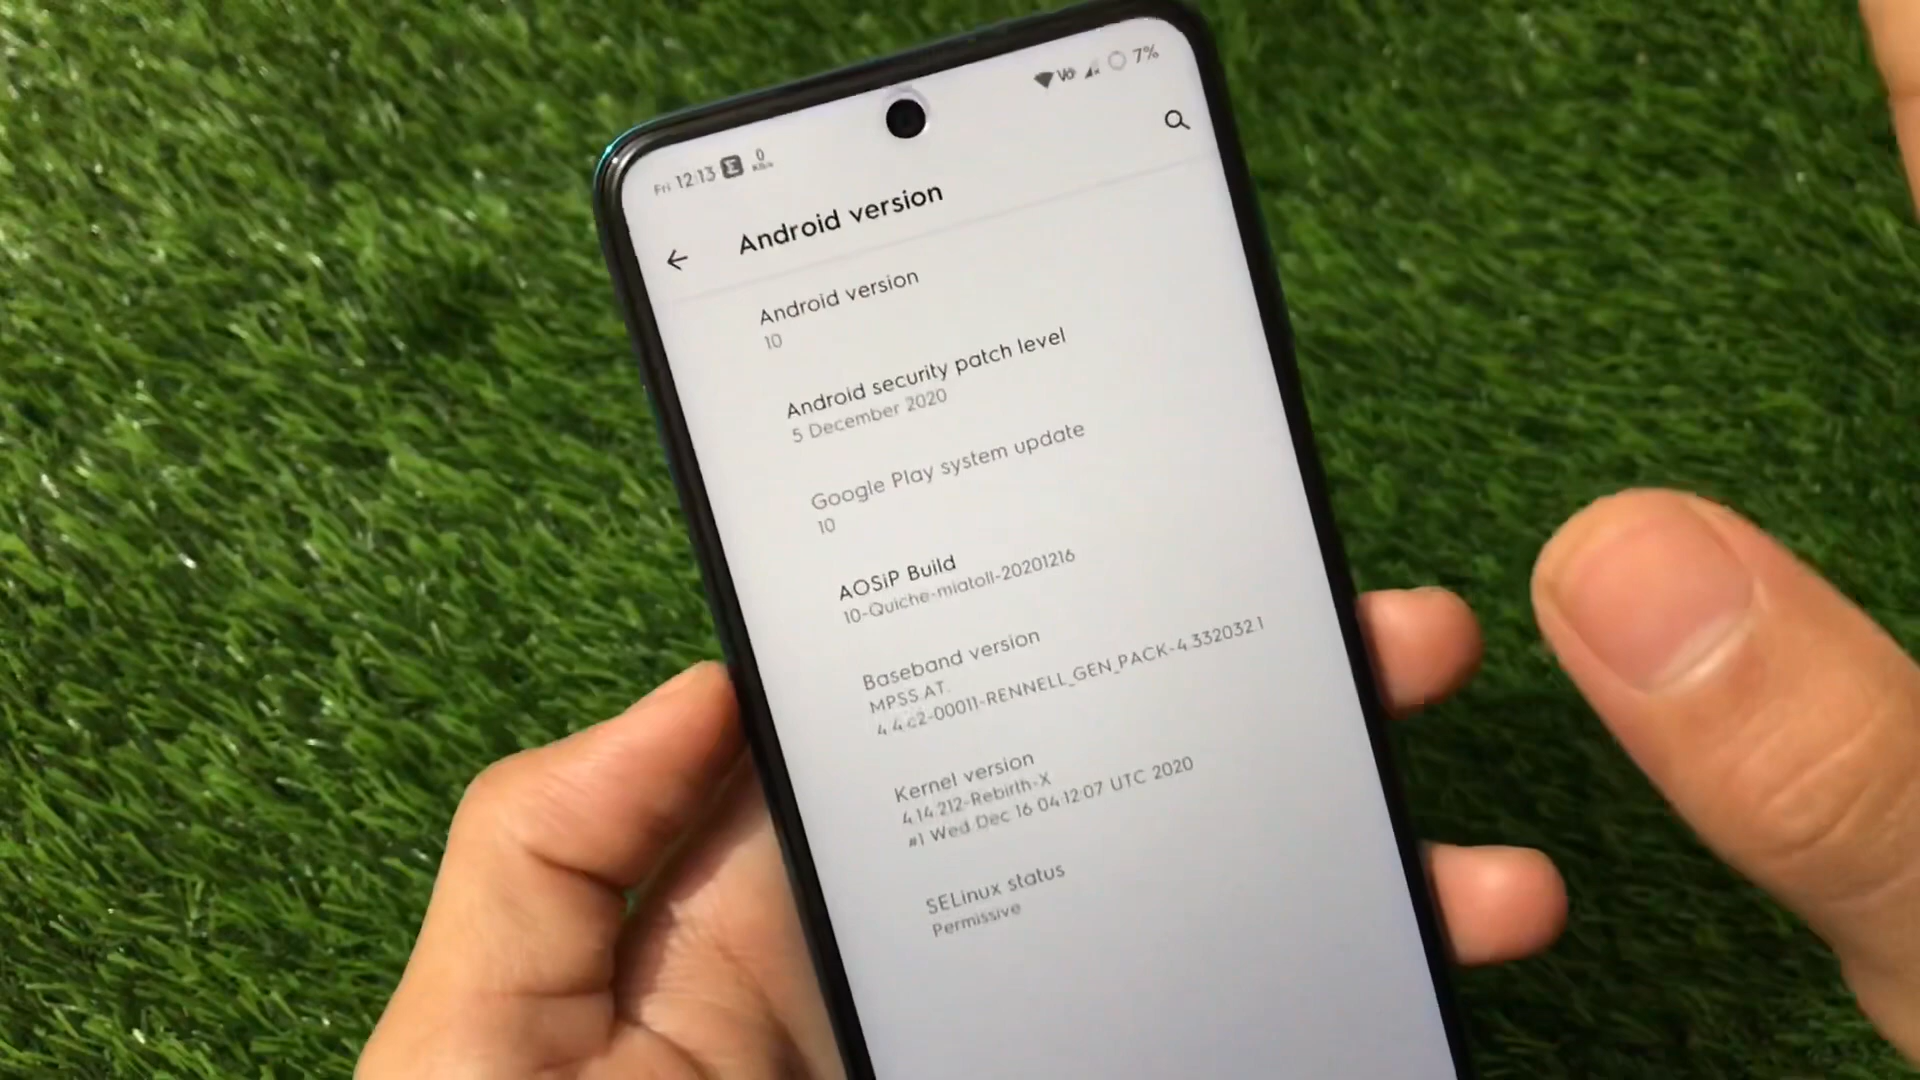 Fri 12:13 Σ 0 KB/s Vo 7%
Android version
Android version
10
Android security patch level
5 December 2020
Google Play system update
10
AOSiP Build
10-Quiche-miatoll-20201216
Baseband version
MPSS.AT.
4.4.c2-00011-RENNELL_GEN_PACK-4.332032.1
Kernel version
4.14.212-Rebirth-X
#1 Wed Dec 16 04:12:07 UTC 2020
SELinux status
Permissive